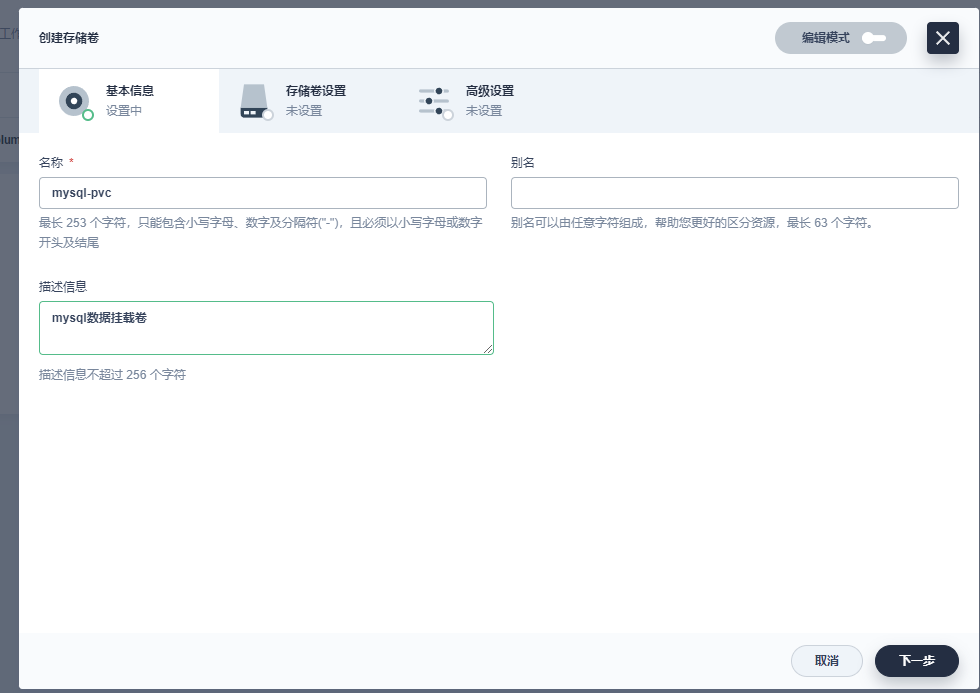 工作
创建存储卷
编辑模式
基本信息
设置中
存储卷设置
未设置
高级设置
未设置
名称 *
别名
mysql-pvc
最长 253 个字符，只能包含小写字母、数字及分隔符("-")，且必须以小写字母或数字
开头及结尾
别名可以由任意字符组成，帮助您更好的区分资源，最长 63 个字符。
描述信息
mysql数据挂载卷
描述信息不超过 256 个字符
取消
下一步